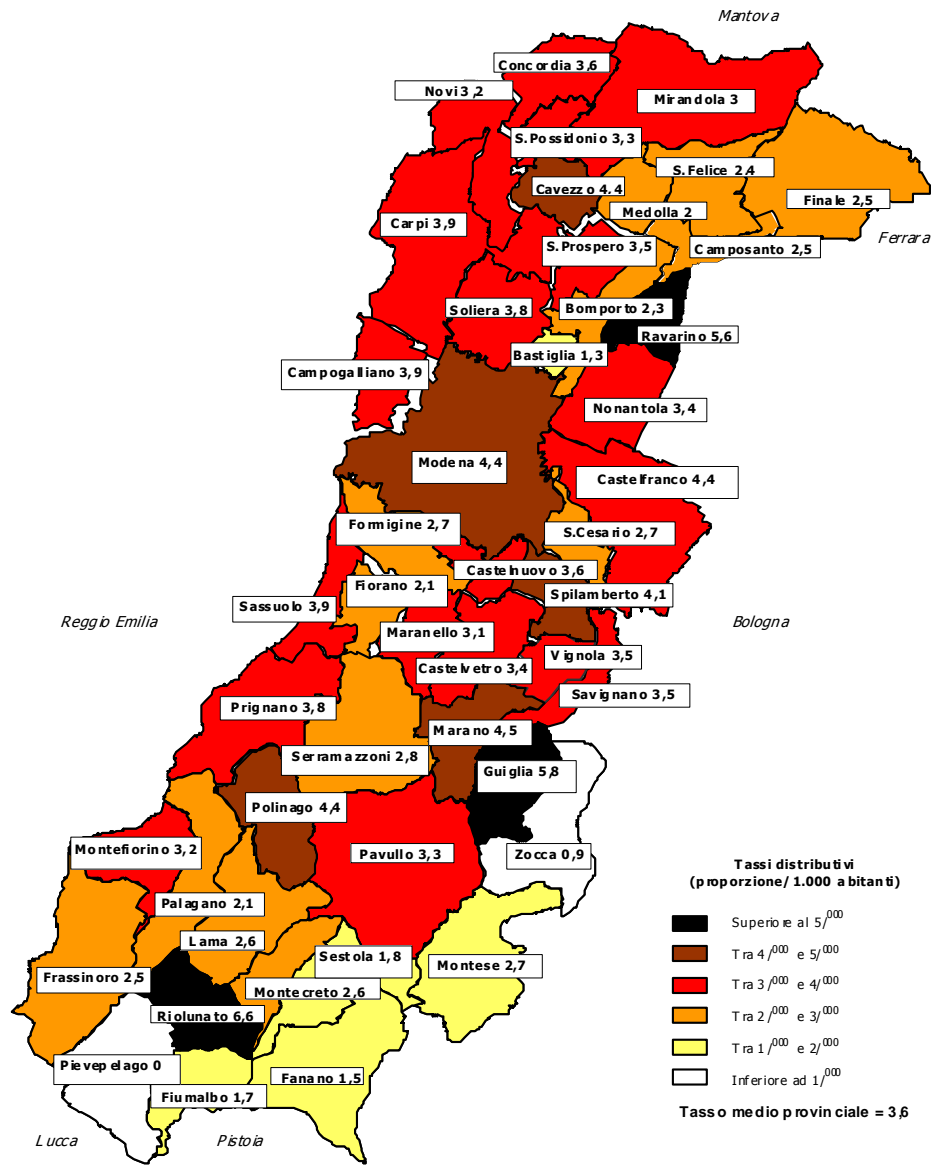 Mantova
Concordia 3,6
Novi 3,2
Mirandola 3
S.Possidonio 3,3
S.Felice 2,4
Cavezzo 4,4
Finale 2,5
Medolla 2
Carpi 3,9
Ferrara
S.Prospero 3,5
Camposanto 2,5
Soliera 3,8
Bomporto 2,3
Ravarino 5,6
Bastiglia 1,3
Campogalliano 3,9
Nonantola 3,4
Modena 4,4
Castelfranco 4,4
Formigine 2,7
S.Cesario 2,7
Castelnuovo 3,6
Fiorano 2,1
Spilamberto 4,1
Sassuolo 3,9
Reggio Emilia
Bologna
Maranello 3,1
Vignola 3,5
Castelvetro 3,4
Savignano 3,5
Prignano 3,8
Marano 4,5
Serramazzoni 2,8
Guiglia 5,8
Polinago 4,4
Montefiorino 3,2
Pavullo 3,3
Zocca 0,9
Palagano 2,1
Lama 2,6
Sestola 1,8
Montese 2,7
Frassinoro 2,5
Montecreto 2,6
Riolunato 6,6
Pievepelago 0
Fanano 1,5
Fiumalbo 1,7
Lucca
Pistoia
Tassi distributivi
(proporzione/ 1.000 abitanti)
Superiore al 5/000
Tra 4/000 e 5/000
Tra 3/000 e 4/000
Tra 2/000 e 3/000
Tra 1/000 e 2/000
Inferiore ad 1/000
Tasso medio provinciale = 3,6